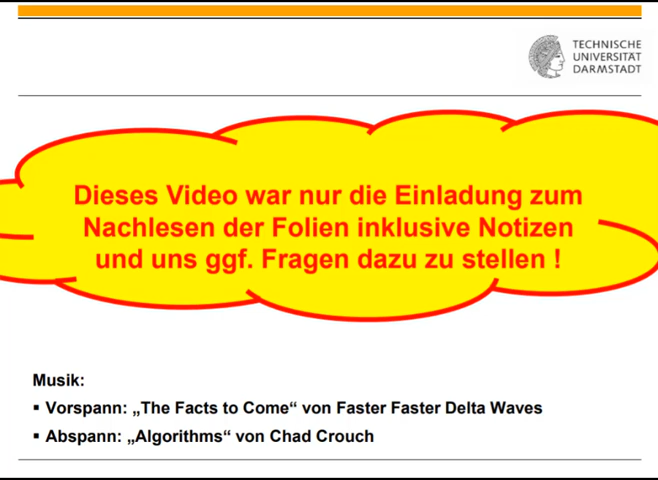 TECHNISCHE
UNIVERSITÄT
DARMSTADT
Dieses Video war nur die Einladung zum
Nachlesen der Folien inklusive Notizen
und uns ggf. Fragen dazu zu stellen !
Musik:
▪ Vorspann: „The Facts to Come“ von Faster Faster Delta Waves
▪ Abspann: „Algorithms“ von Chad Crouch